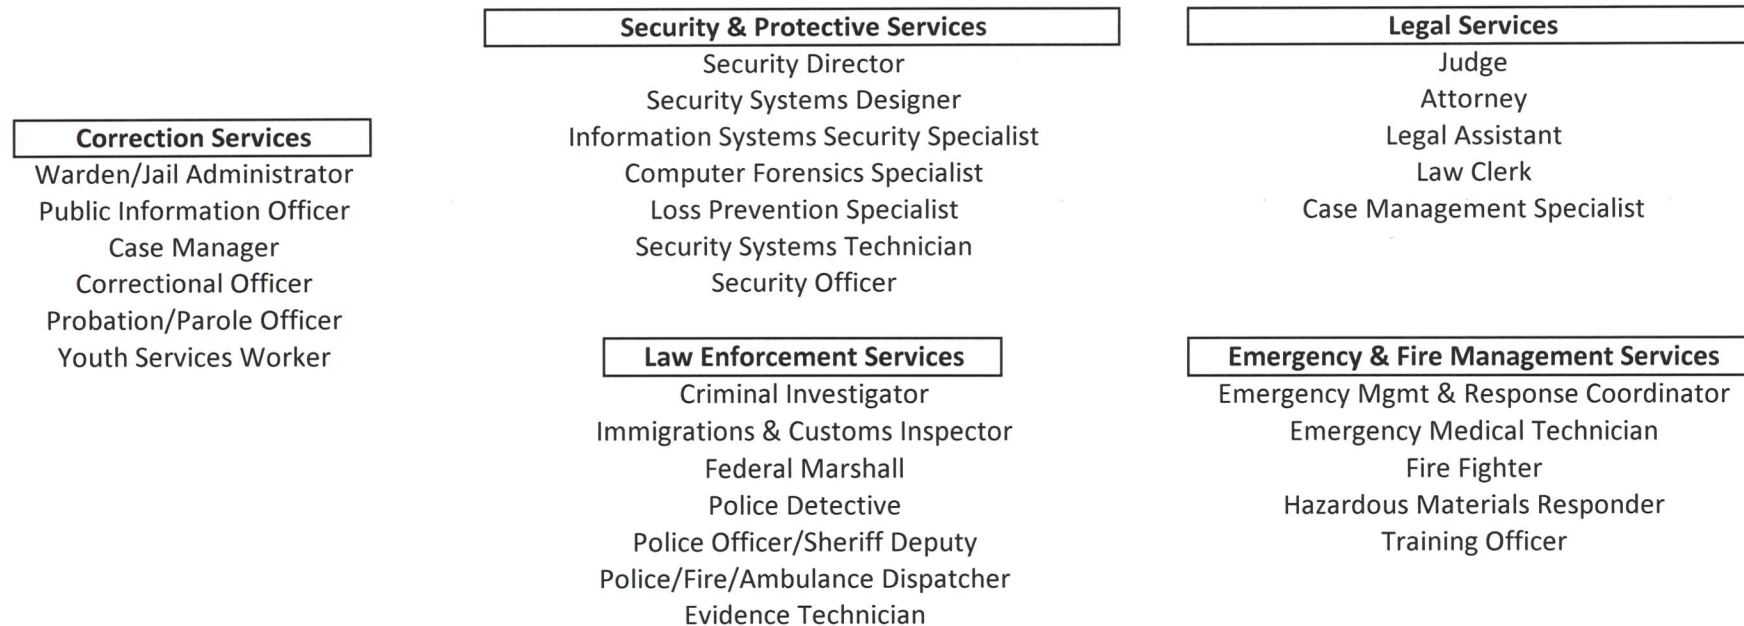 Correction Services
Warden/Jail Administrator
Public Information Officer
Case Manager
Correctional Officer
Probation/Parole Officer
Youth Services Worker
Security & Protective Services
Security Director
Security Systems Designer
Information Systems Security Specialist
Computer Forensics Specialist
Loss Prevention Specialist
Security Systems Technician
Security Officer
Law Enforcement Services
Criminal Investigator
Immigrations & Customs Inspector
Federal Marshall
Police Detective
Police Officer/Sheriff Deputy
Police/Fire/Ambulance Dispatcher
Evidence Technician
Legal Services
Judge
Attorney
Legal Assistant
Law Clerk
Case Management Specialist
Emergency & Fire Management Services
Emergency Mgmt & Response Coordinator
Emergency Medical Technician
Fire Fighter
Hazardous Materials Responder
Training Officer